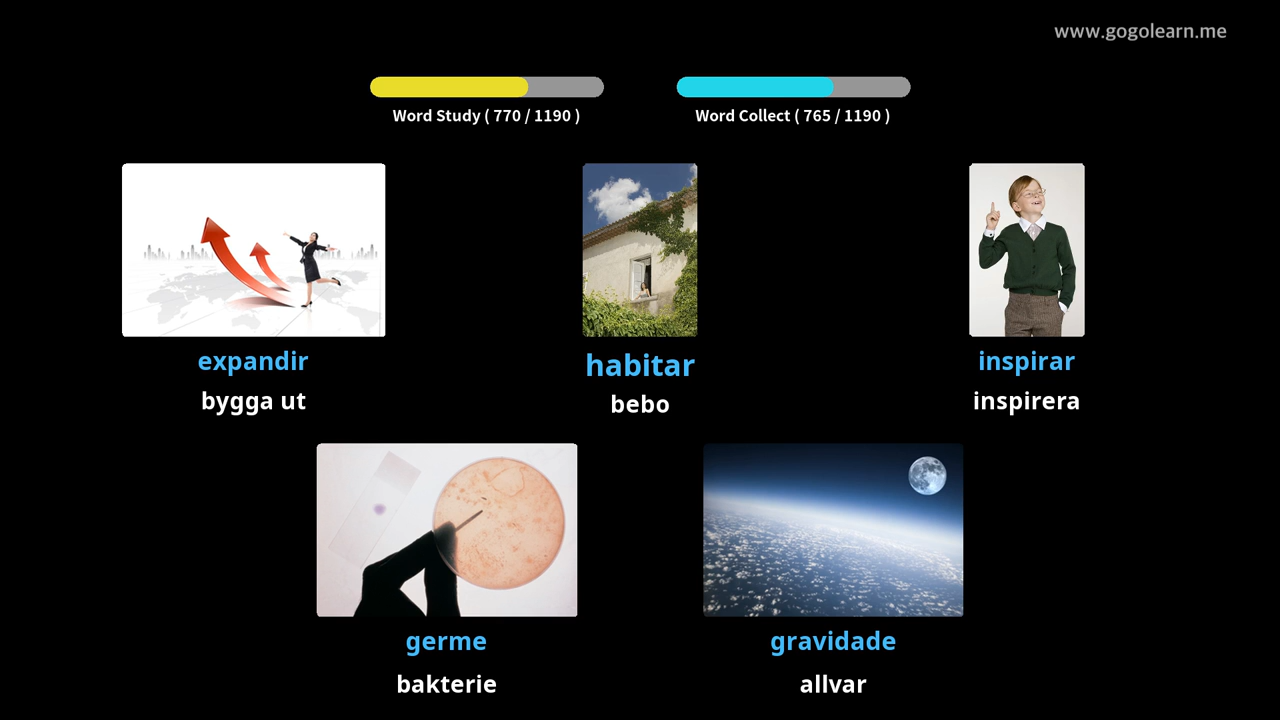 www.gogolearn.me
Word Study ( 770 / 1190 )
Word Collect ( 765 / 1190 )
expandir
bygga ut
habitar
bebo
inspirar
inspirera
germe
bakterie
gravidade
allvar